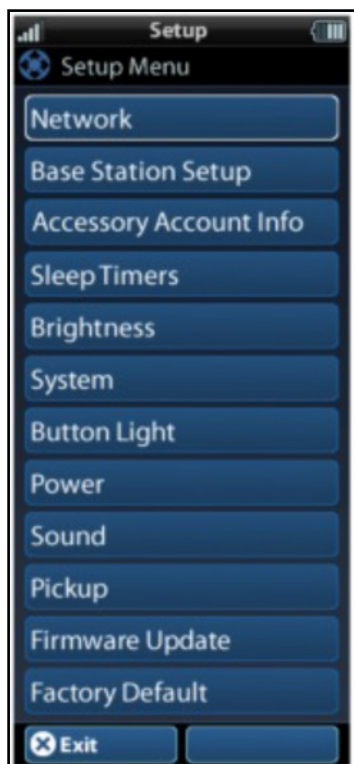 Setup
Setup Menu
Network
Base Station Setup
Accessory Account Info
Sleep Timers
Brightness
System
Button Light
Power
Sound
Pickup
Firmware Update
Factory Default
Exit